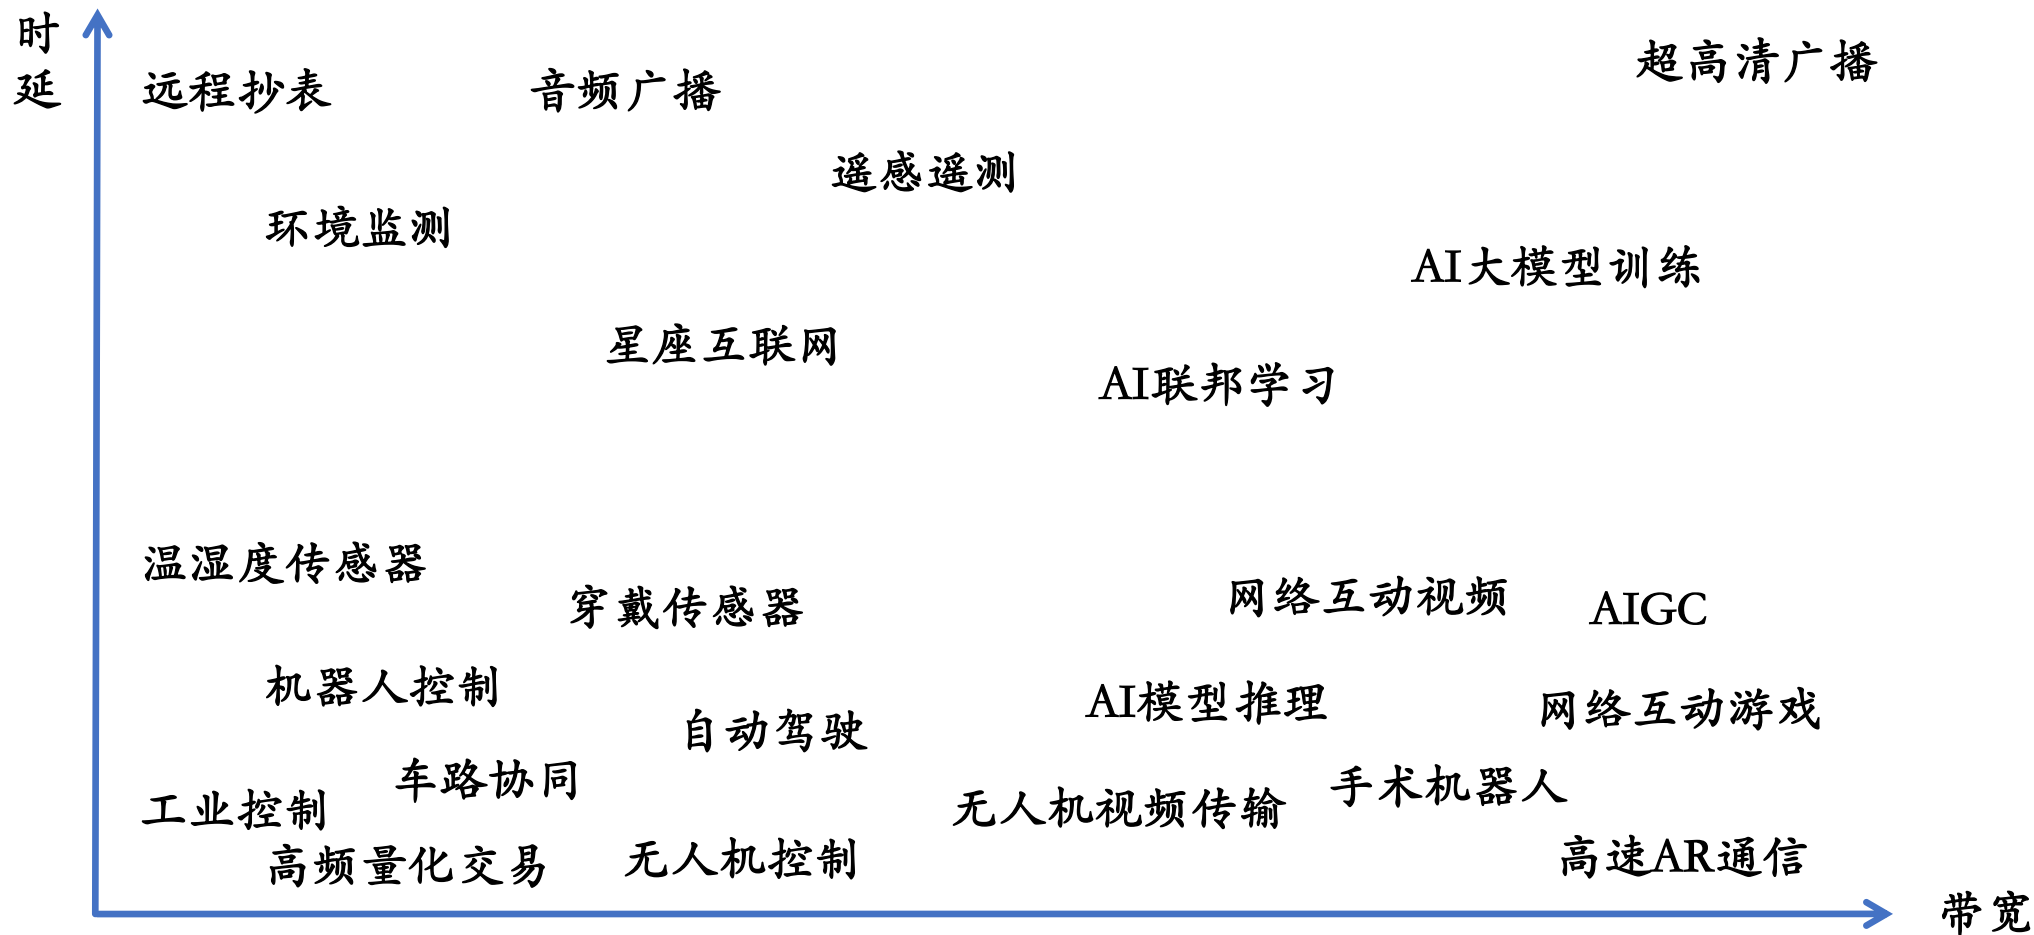 时延
超高清广播
远程抄表
音频广播
遥感遥测
环境监测
AI大模型训练
星座互联网
AI联邦学习
温湿度传感器
穿戴传感器
网络互动视频
AIGC
机器人控制
AI模型推理
网络互动游戏
自动驾驶
车路协同
手术机器人
工业控制
无人机视频传输
高频量化交易
无人机控制
高速AR通信
带宽